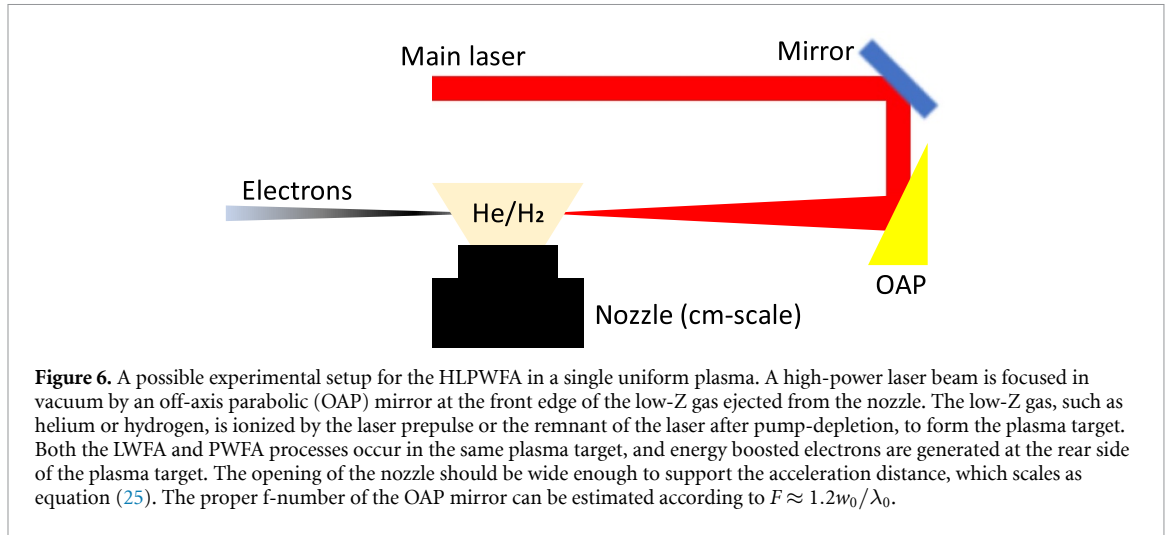 Main laser
Mirror
Electrons
He/H₂
OAP
Nozzle (cm-scale)
Figure 6. A possible experimental setup for the HLPWFA in a single uniform plasma. A high-power laser beam is focused in
vacuum by an off-axis parabolic (OAP) mirror at the front edge of the low-Z gas ejected from the nozzle. The low-Z gas, such as
helium or hydrogen, is ionized by the laser prepulse or the remnant of the laser after pump-depletion, to form the plasma target.
Both the LWFA and PWFA processes occur in the same plasma target, and energy boosted electrons are generated at the rear side
of the plasma target. The opening of the nozzle should be wide enough to support the acceleration distance, which scales as
equation (25). The proper f-number of the OAP mirror can be estimated according to F ≈ 1.2w₀/λ₀.